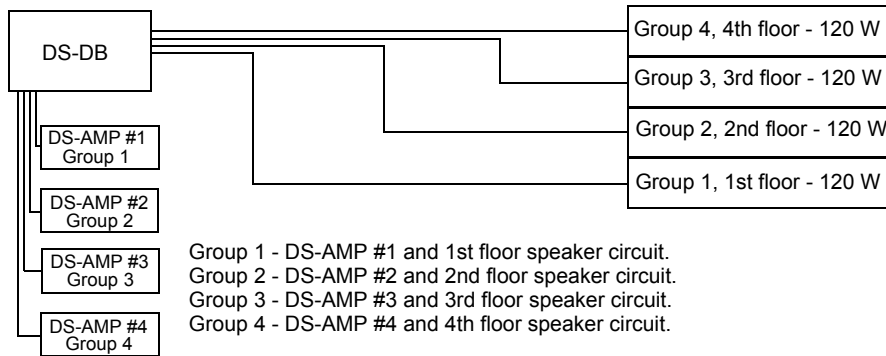 DS-DB
Group 4, 4th floor - 120 W
Group 3, 3rd floor - 120 W
Group 2, 2nd floor - 120 W
Group 1, 1st floor - 120 W
DS-AMP #1
Group 1
DS-AMP #2
Group 2
DS-AMP #3
Group 3
DS-AMP #4
Group 4
Group 1 - DS-AMP #1 and 1st floor speaker circuit.
Group 2 - DS-AMP #2 and 2nd floor speaker circuit.
Group 3 - DS-AMP #3 and 3rd floor speaker circuit.
Group 4 - DS-AMP #4 and 4th floor speaker circuit.